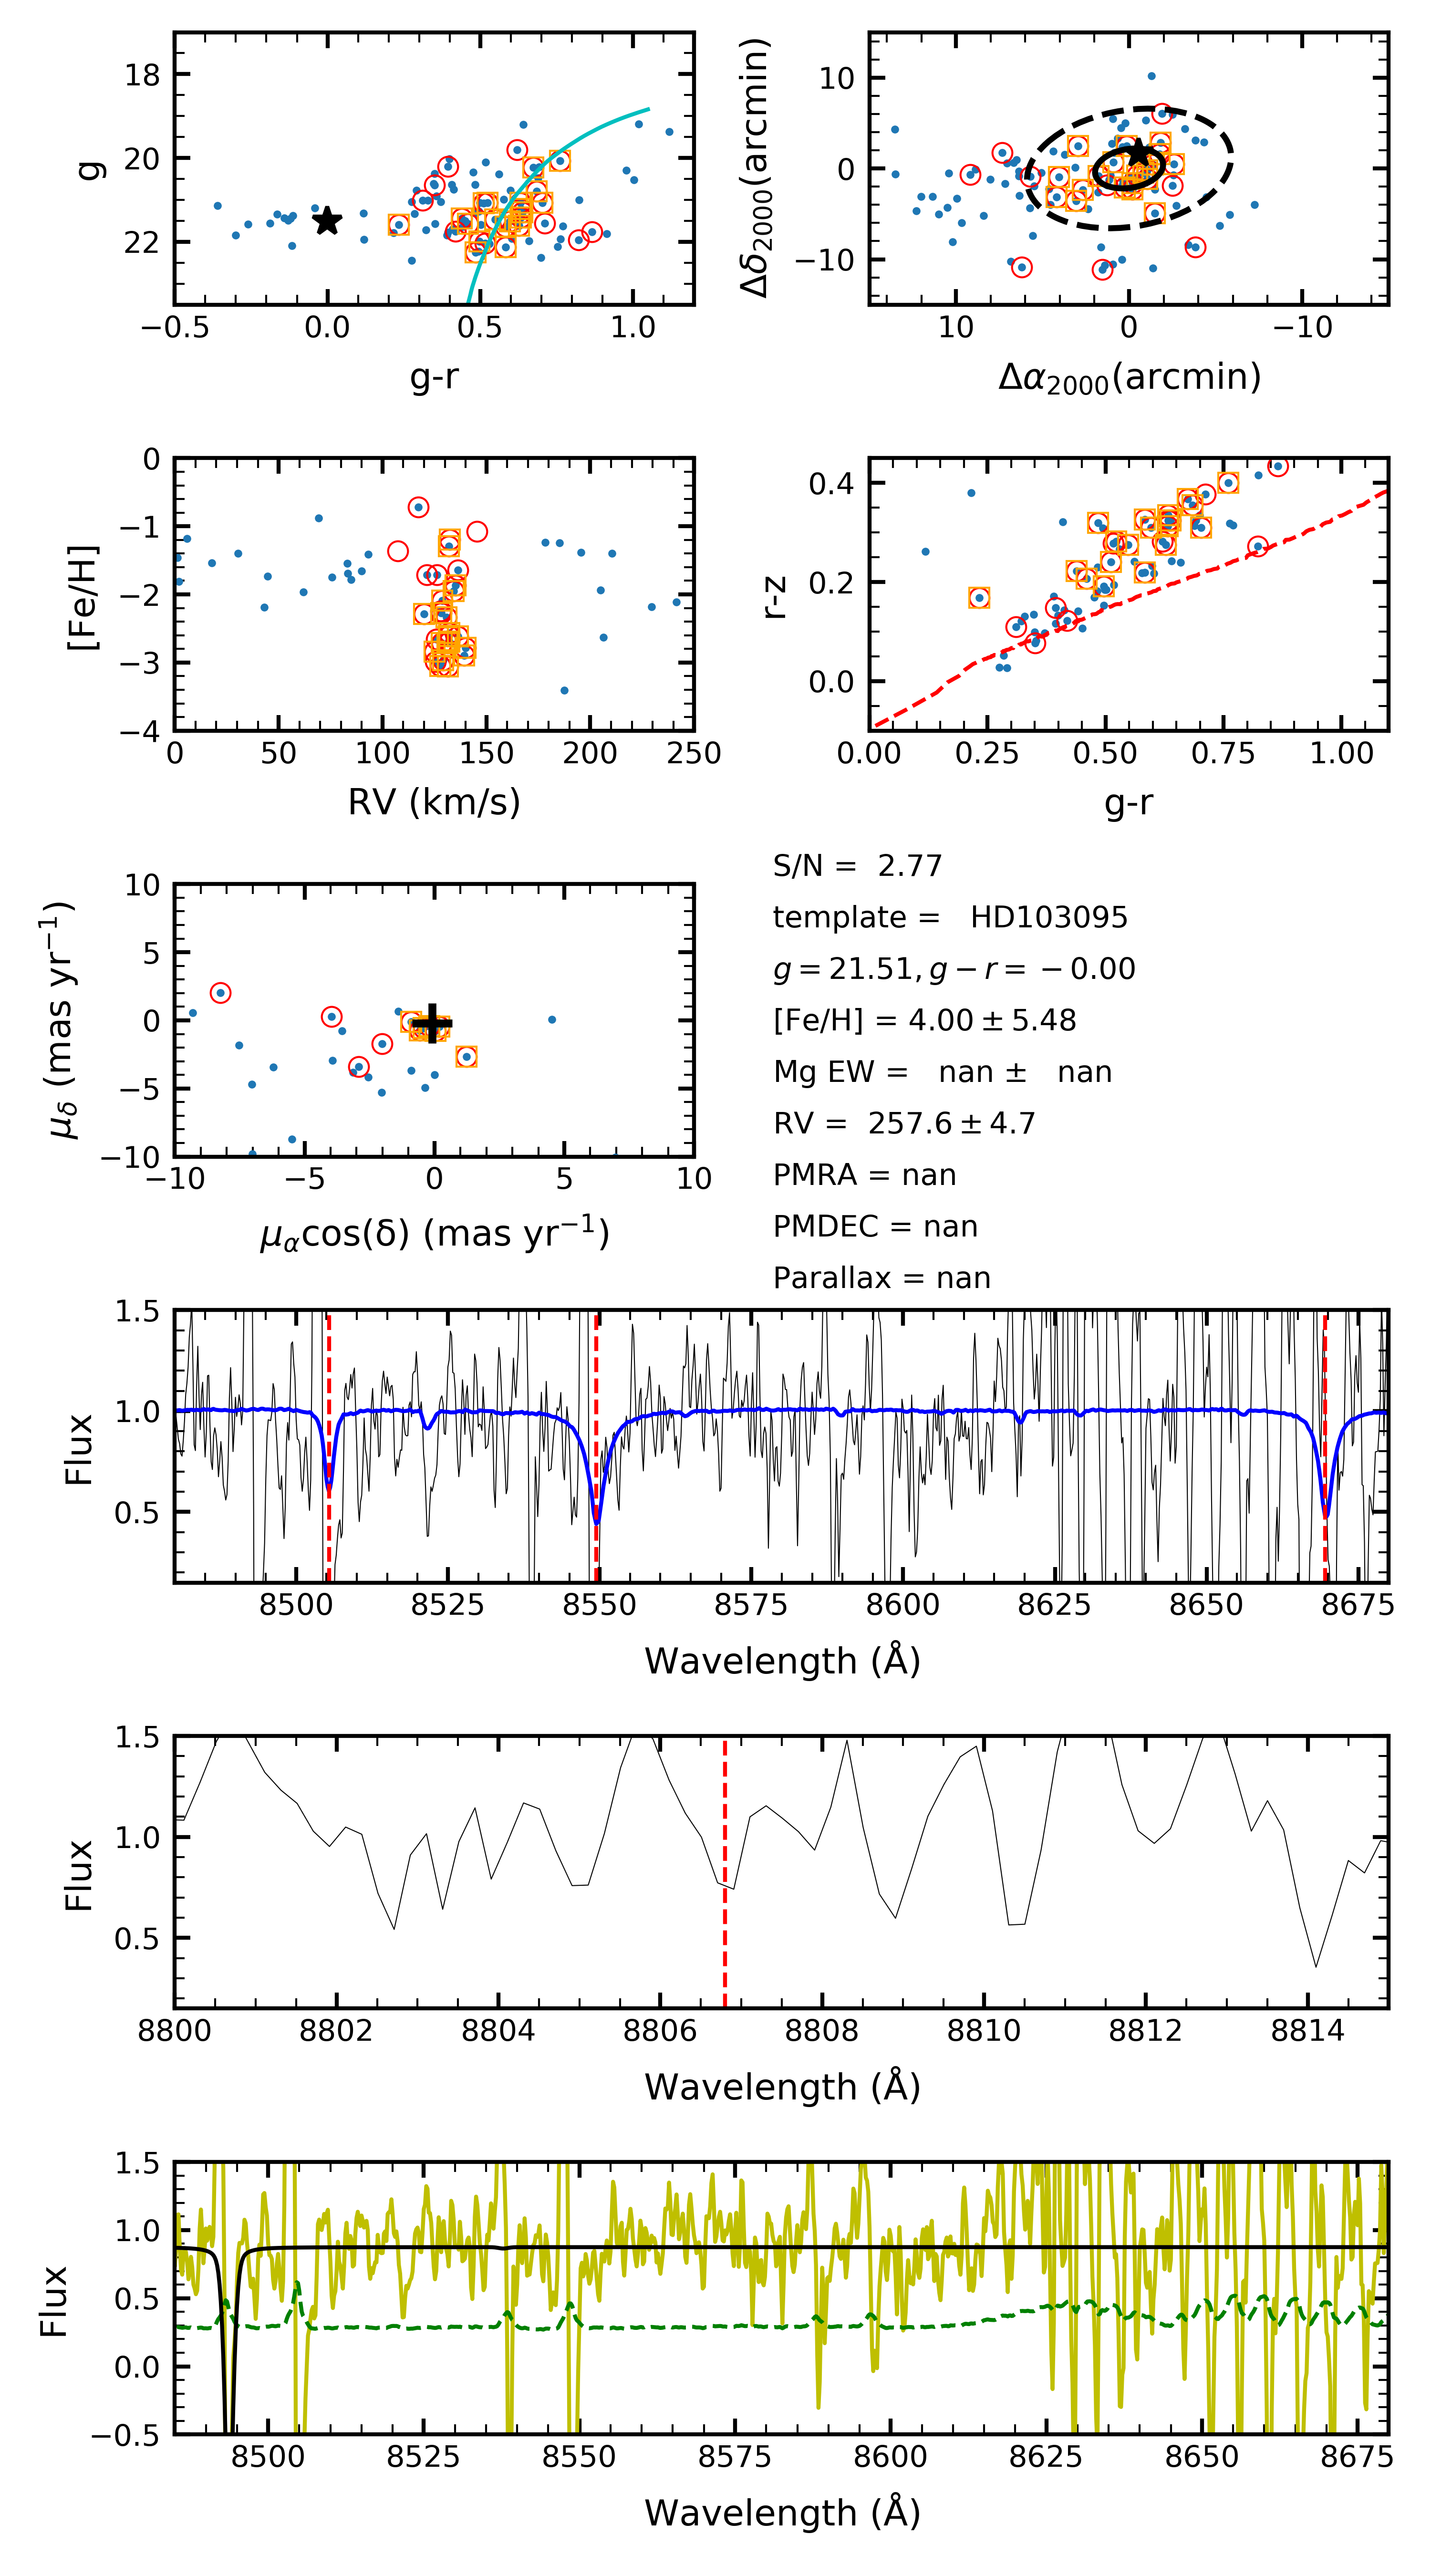 18
20
22
g
−0.5 0.0 0.5 1.0
g-r
10
0
−10
Δδ2000(arcmin)
10 0 −10
Δα2000(arcmin)
0
−1
−2
−3
−4
[Fe/H]
0 50 100 150 200 250
RV (km/s)
0.4
0.2
0.0
r-z
0.00 0.25 0.50 0.75 1.00
g-r
10
5
0
−5
−10
μδ (mas yr−1)
−10 −5 0 5 10
μαcos(δ) (mas yr−1)
S/N = 2.77
template = HD103095
g = 21.51, g − r = −0.00
[Fe/H] = 4.00 ± 5.48
Mg EW = nan ± nan
RV = 257.6 ± 4.7
PMRA = nan
PMDEC = nan
Parallax = nan
1.5
1.0
0.5
Flux
8500 8525 8550 8575 8600 8625 8650 8675
Wavelength (Å)
1.5
1.0
0.5
Flux
8800 8802 8804 8806 8808 8810 8812 8814
Wavelength (Å)
1.5
1.0
0.5
0.0
−0.5
Flux
8500 8525 8550 8575 8600 8625 8650 8675
Wavelength (Å)